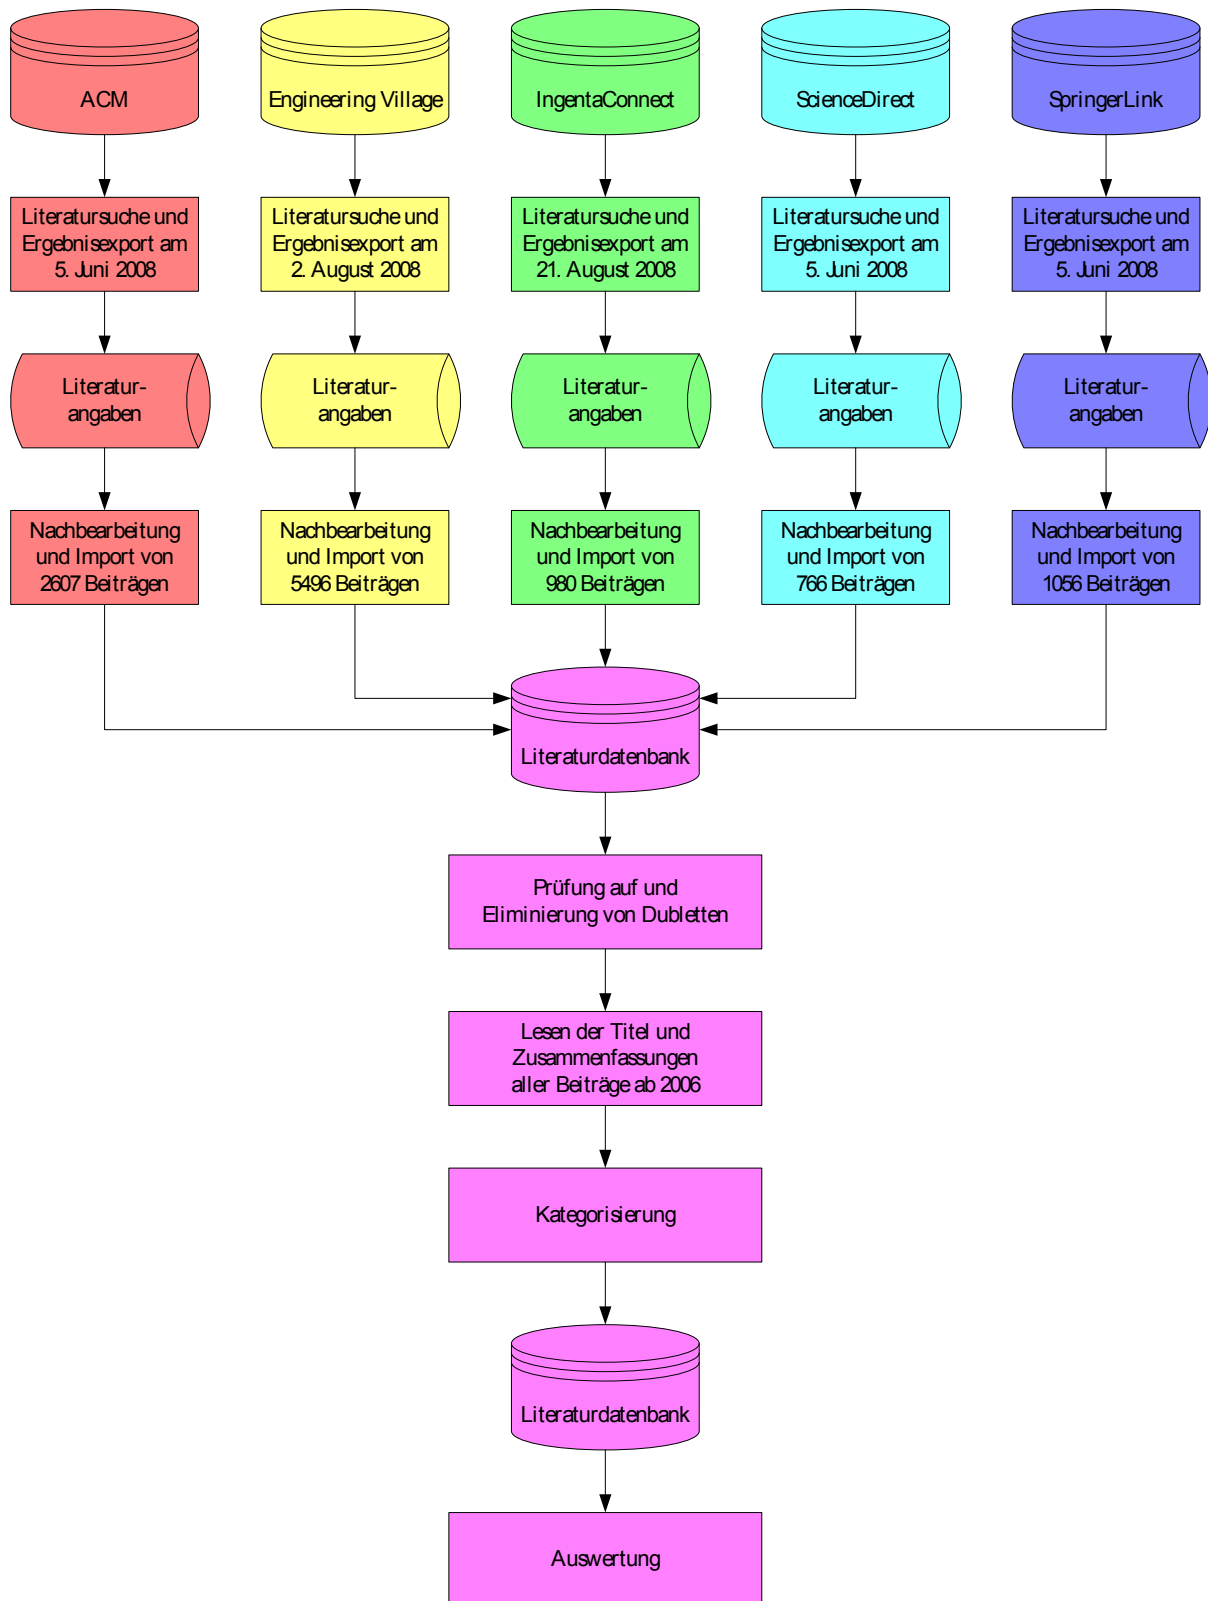 ACM
Engineering Village
IngentaConnect
ScienceDirect
SpringerLink
Literatursuche und
Ergebnisexport am
5. Juni 2008
Literatursuche und
Ergebnisexport am
2. August 2008
Literatursuche und
Ergebnisexport am
21. August 2008
Literatursuche und
Ergebnisexport am
5. Juni 2008
Literatursuche und
Ergebnisexport am
5. Juni 2008
Literatur-
angaben
Literatur-
angaben
Literatur-
angaben
Literatur-
angaben
Literatur-
angaben
Nachbearbeitung
und Import von
2607 Beiträgen
Nachbearbeitung
und Import von
5496 Beiträgen
Nachbearbeitung
und Import von
980 Beiträgen
Nachbearbeitung
und Import von
766 Beiträgen
Nachbearbeitung
und Import von
1056 Beiträgen
Literaturdatenbank
Prüfung auf und
Eliminierung von Dubletten
Lesen der Titel und
Zusammenfassungen
aller Beiträge ab 2006
Kategorisierung
Literaturdatenbank
Auswertung